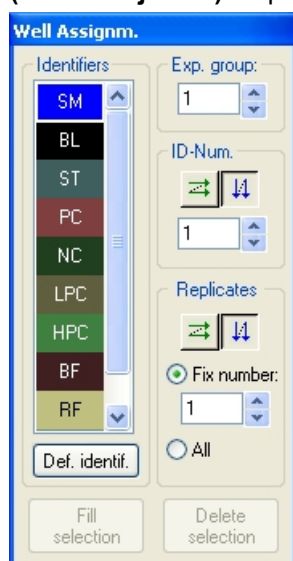 Well Assignm.
Identifiers
SM
BL
ST
PC
NC
LPC
HPC
BF
RF
Def. identif.
Exp. group:
1
ID-Num.
1
Replicates
Fix number:
1
All
Fill
selection
Delete
selection